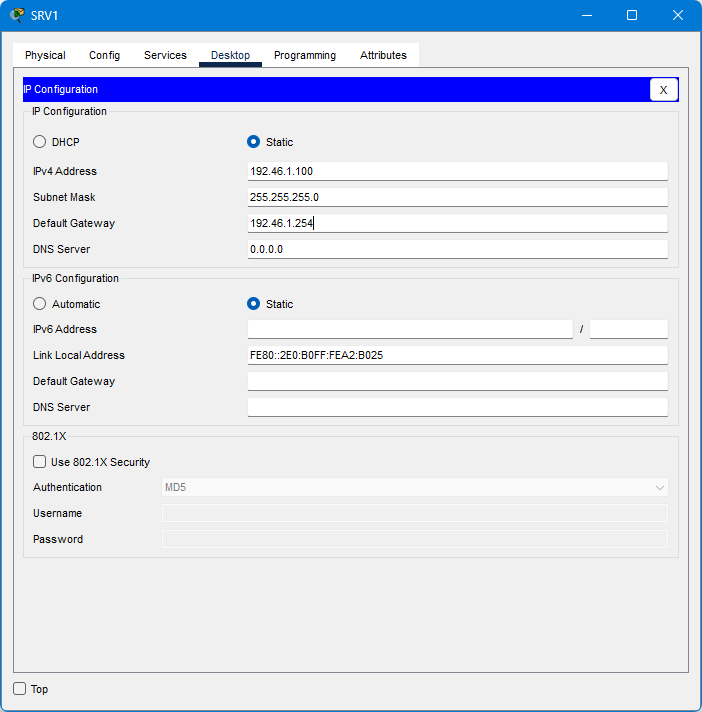 SRV1
Physical Config Services Desktop Programming Attributes
IP Configuration X
IP Configuration
DHCP Static
IPv4 Address 192.46.1.100
Subnet Mask 255.255.255.0
Default Gateway 192.46.1.254
DNS Server 0.0.0.0
IPv6 Configuration
Automatic Static
IPv6 Address /
Link Local Address FE80::2E0:B0FF:FEA2:B025
Default Gateway
DNS Server
802.1X
Use 802.1X Security
Authentication MD5
Username
Password
Top